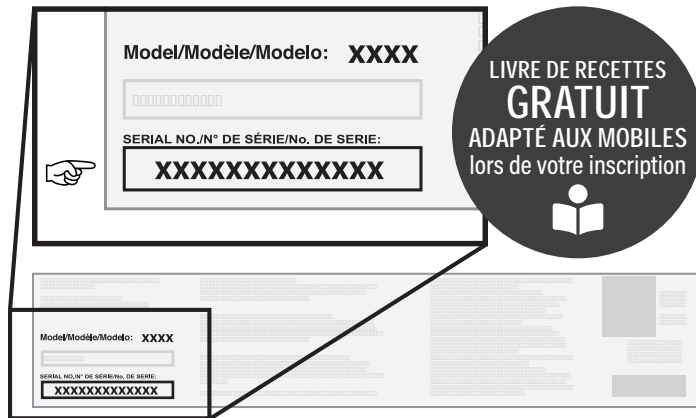 Model/Modèle/Modelo: XXXX
SERIAL NO./N° DE SÉRIE/No. DE SERIE:
XXXXXXXXXXXXX
LIVRE DE RECETTES
GRATUIT
ADAPTÉ AUX MOBILES
lors de votre inscription
Model/Modèle/Modelo: XXXX
SERIAL NO./N° DE SÉRIE/No. DE SERIE:
XXXXXXXXXXXXX